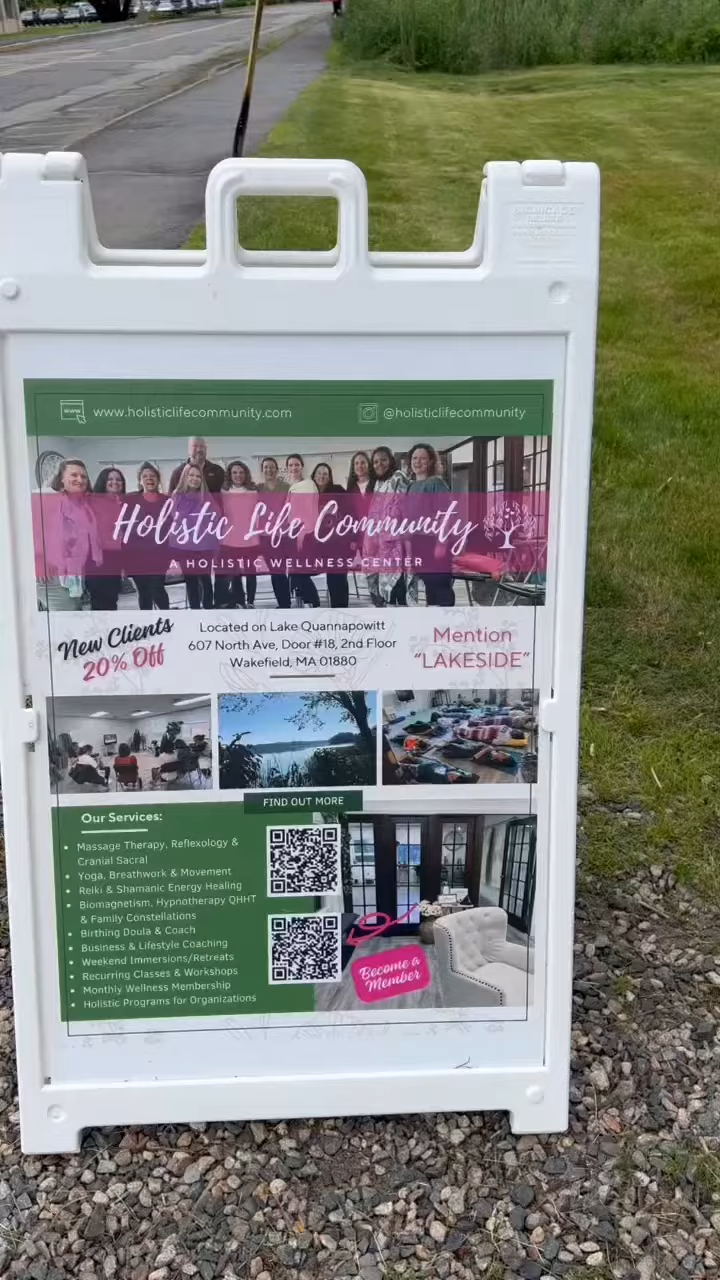 www.holisticlifecommunity.com
@holisticlifecommunity
Holistic Life Community
A HOLISTIC WELLNESS CENTER
New Clients
20% Off
Located on Lake Quannapowitt
607 North Ave, Door #18, 2nd Floor
Wakefield, MA 01880
Mention
"LAKESIDE"
FIND OUT MORE
Our Services:
• Massage Therapy, Reflexology &
Cranial Sacral
• Yoga, Breathwork & Movement
• Reiki & Shamanic Energy Healing
• Biomagnetism, Hypnotherapy QHHT
& Family Constellations
• Birthing Doula & Coach
• Business & Lifestyle Coaching
• Weekend Immersions/Retreats
• Recurring Classes & Workshops
• Monthly Wellness Membership
• Holistic Programs for Organizations
Become a
Member